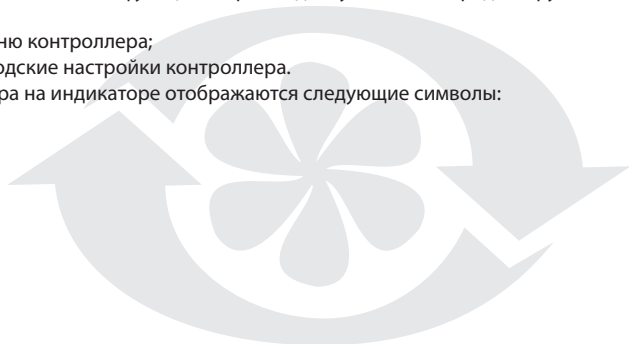 ню контроллера;
одские настройки контроллера.
ра на индикаторе отображаются следующие символы: